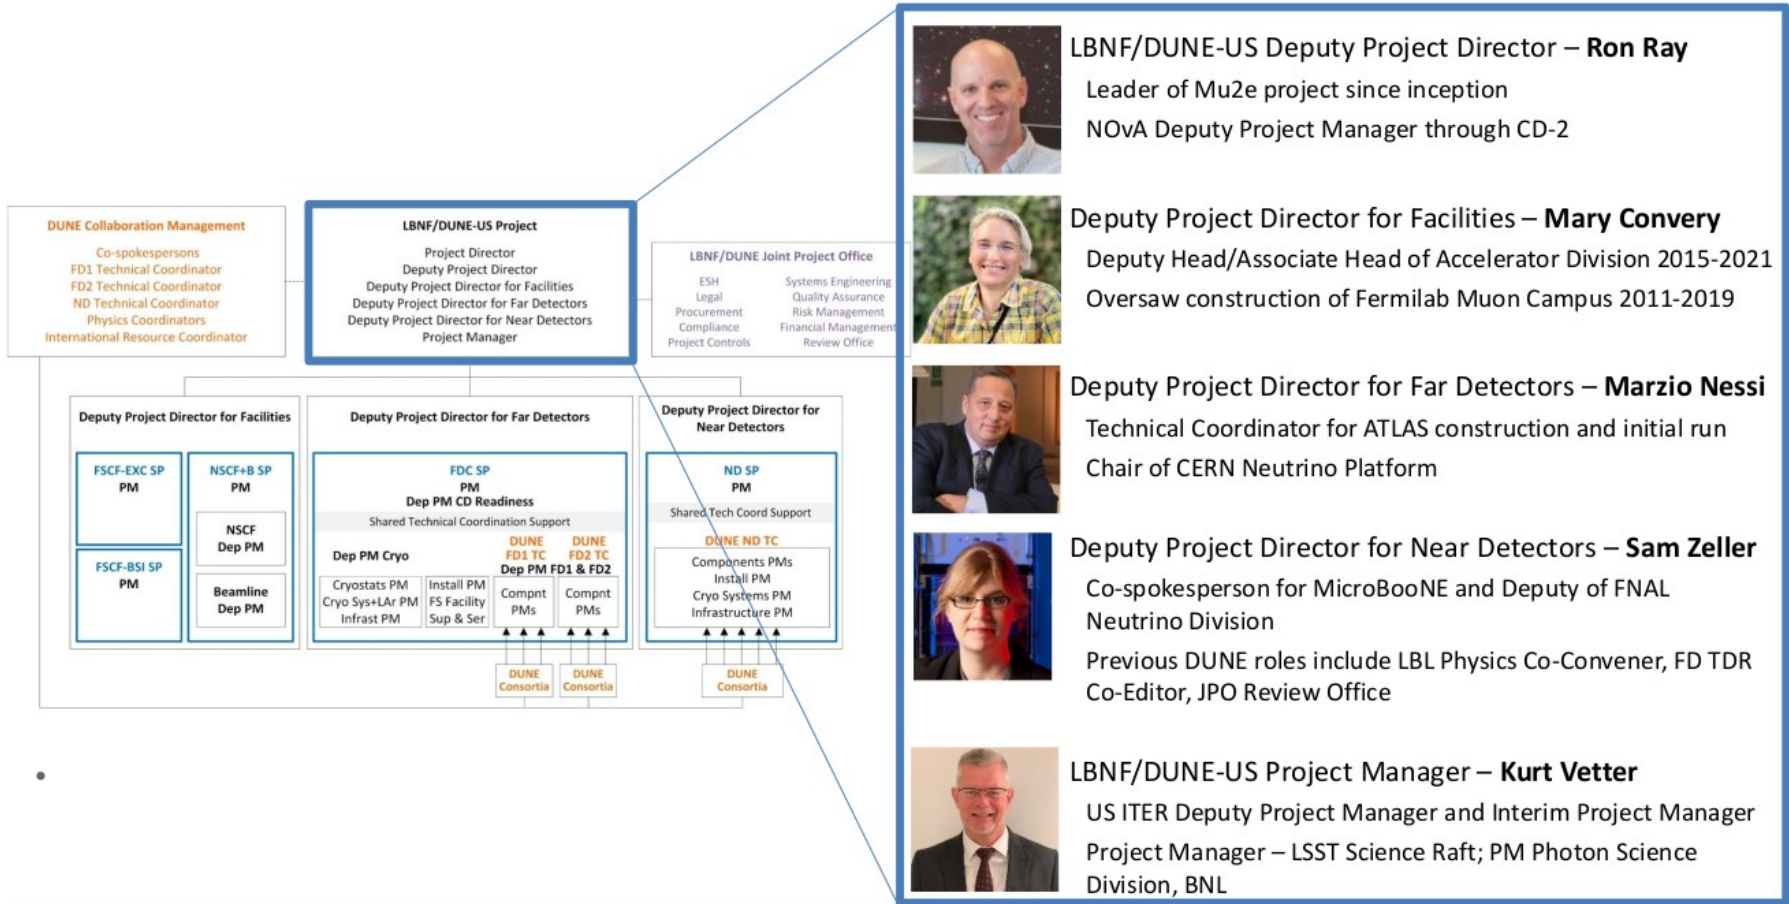 DUNE Collaboration Management
Co-spokespersons
FD1 Technical Coordinator
FD2 Technical Coordinator
ND Technical Coordinator
Physics Coordinators
International Resource Coordinator
LBNF/DUNE-US Project
Project Director
Deputy Project Director
Deputy Project Director for Facilities
Deputy Project Director for Far Detectors
Deputy Project Director for Near Detectors
Project Manager
LBNF/DUNE Joint Project Office
ESH
Legal
Procurement
Compliance
Project Controls
Systems Engineering
Quality Assurance
Risk Management
Financial Management
Review Office
Deputy Project Director for Facilities
FSCF-EXC SP
PM
FSCF-BSI SP
PM
NSCF+B SP
PM
NSCF
Dep PM
Beamline
Dep PM
Deputy Project Director for Far Detectors
FDC SP
PM
Dep PM CD Readiness
Shared Technical Coordination Support
Dep PM Cryo
DUNE
FD1 TC
DUNE
FD2 TC
Dep PM FD1 & FD2
Cryostats PM
Cryo Sys+LAr PM
Infrast PM
Install PM
FS Facility
Sup & Ser
Compnt
PMs
Compnt
PMs
DUNE
Consortia
DUNE
Consortia
Deputy Project Director for
Near Detectors
ND SP
PM
Shared Tech Coord Support
DUNE ND TC
Components PMs
Install PM
Cryo Systems PM
Infrastructure PM
DUNE
Consortia
LBNF/DUNE-US Deputy Project Director – Ron Ray
Leader of Mu2e project since inception
NOvA Deputy Project Manager through CD-2
Deputy Project Director for Facilities – Mary Convery
Deputy Head/Associate Head of Accelerator Division 2015-2021
Oversaw construction of Fermilab Muon Campus 2011-2019
Deputy Project Director for Far Detectors – Marzio Nessi
Technical Coordinator for ATLAS construction and initial run
Chair of CERN Neutrino Platform
Deputy Project Director for Near Detectors – Sam Zeller
Co-spokesperson for MicroBooNE and Deputy of FNAL
Neutrino Division
Previous DUNE roles include LBL Physics Co-Convener, FD TDR
Co-Editor, JPO Review Office
LBNF/DUNE-US Project Manager – Kurt Vetter
US ITER Deputy Project Manager and Interim Project Manager
Project Manager – LSST Science Raft; PM Photon Science
Division, BNL